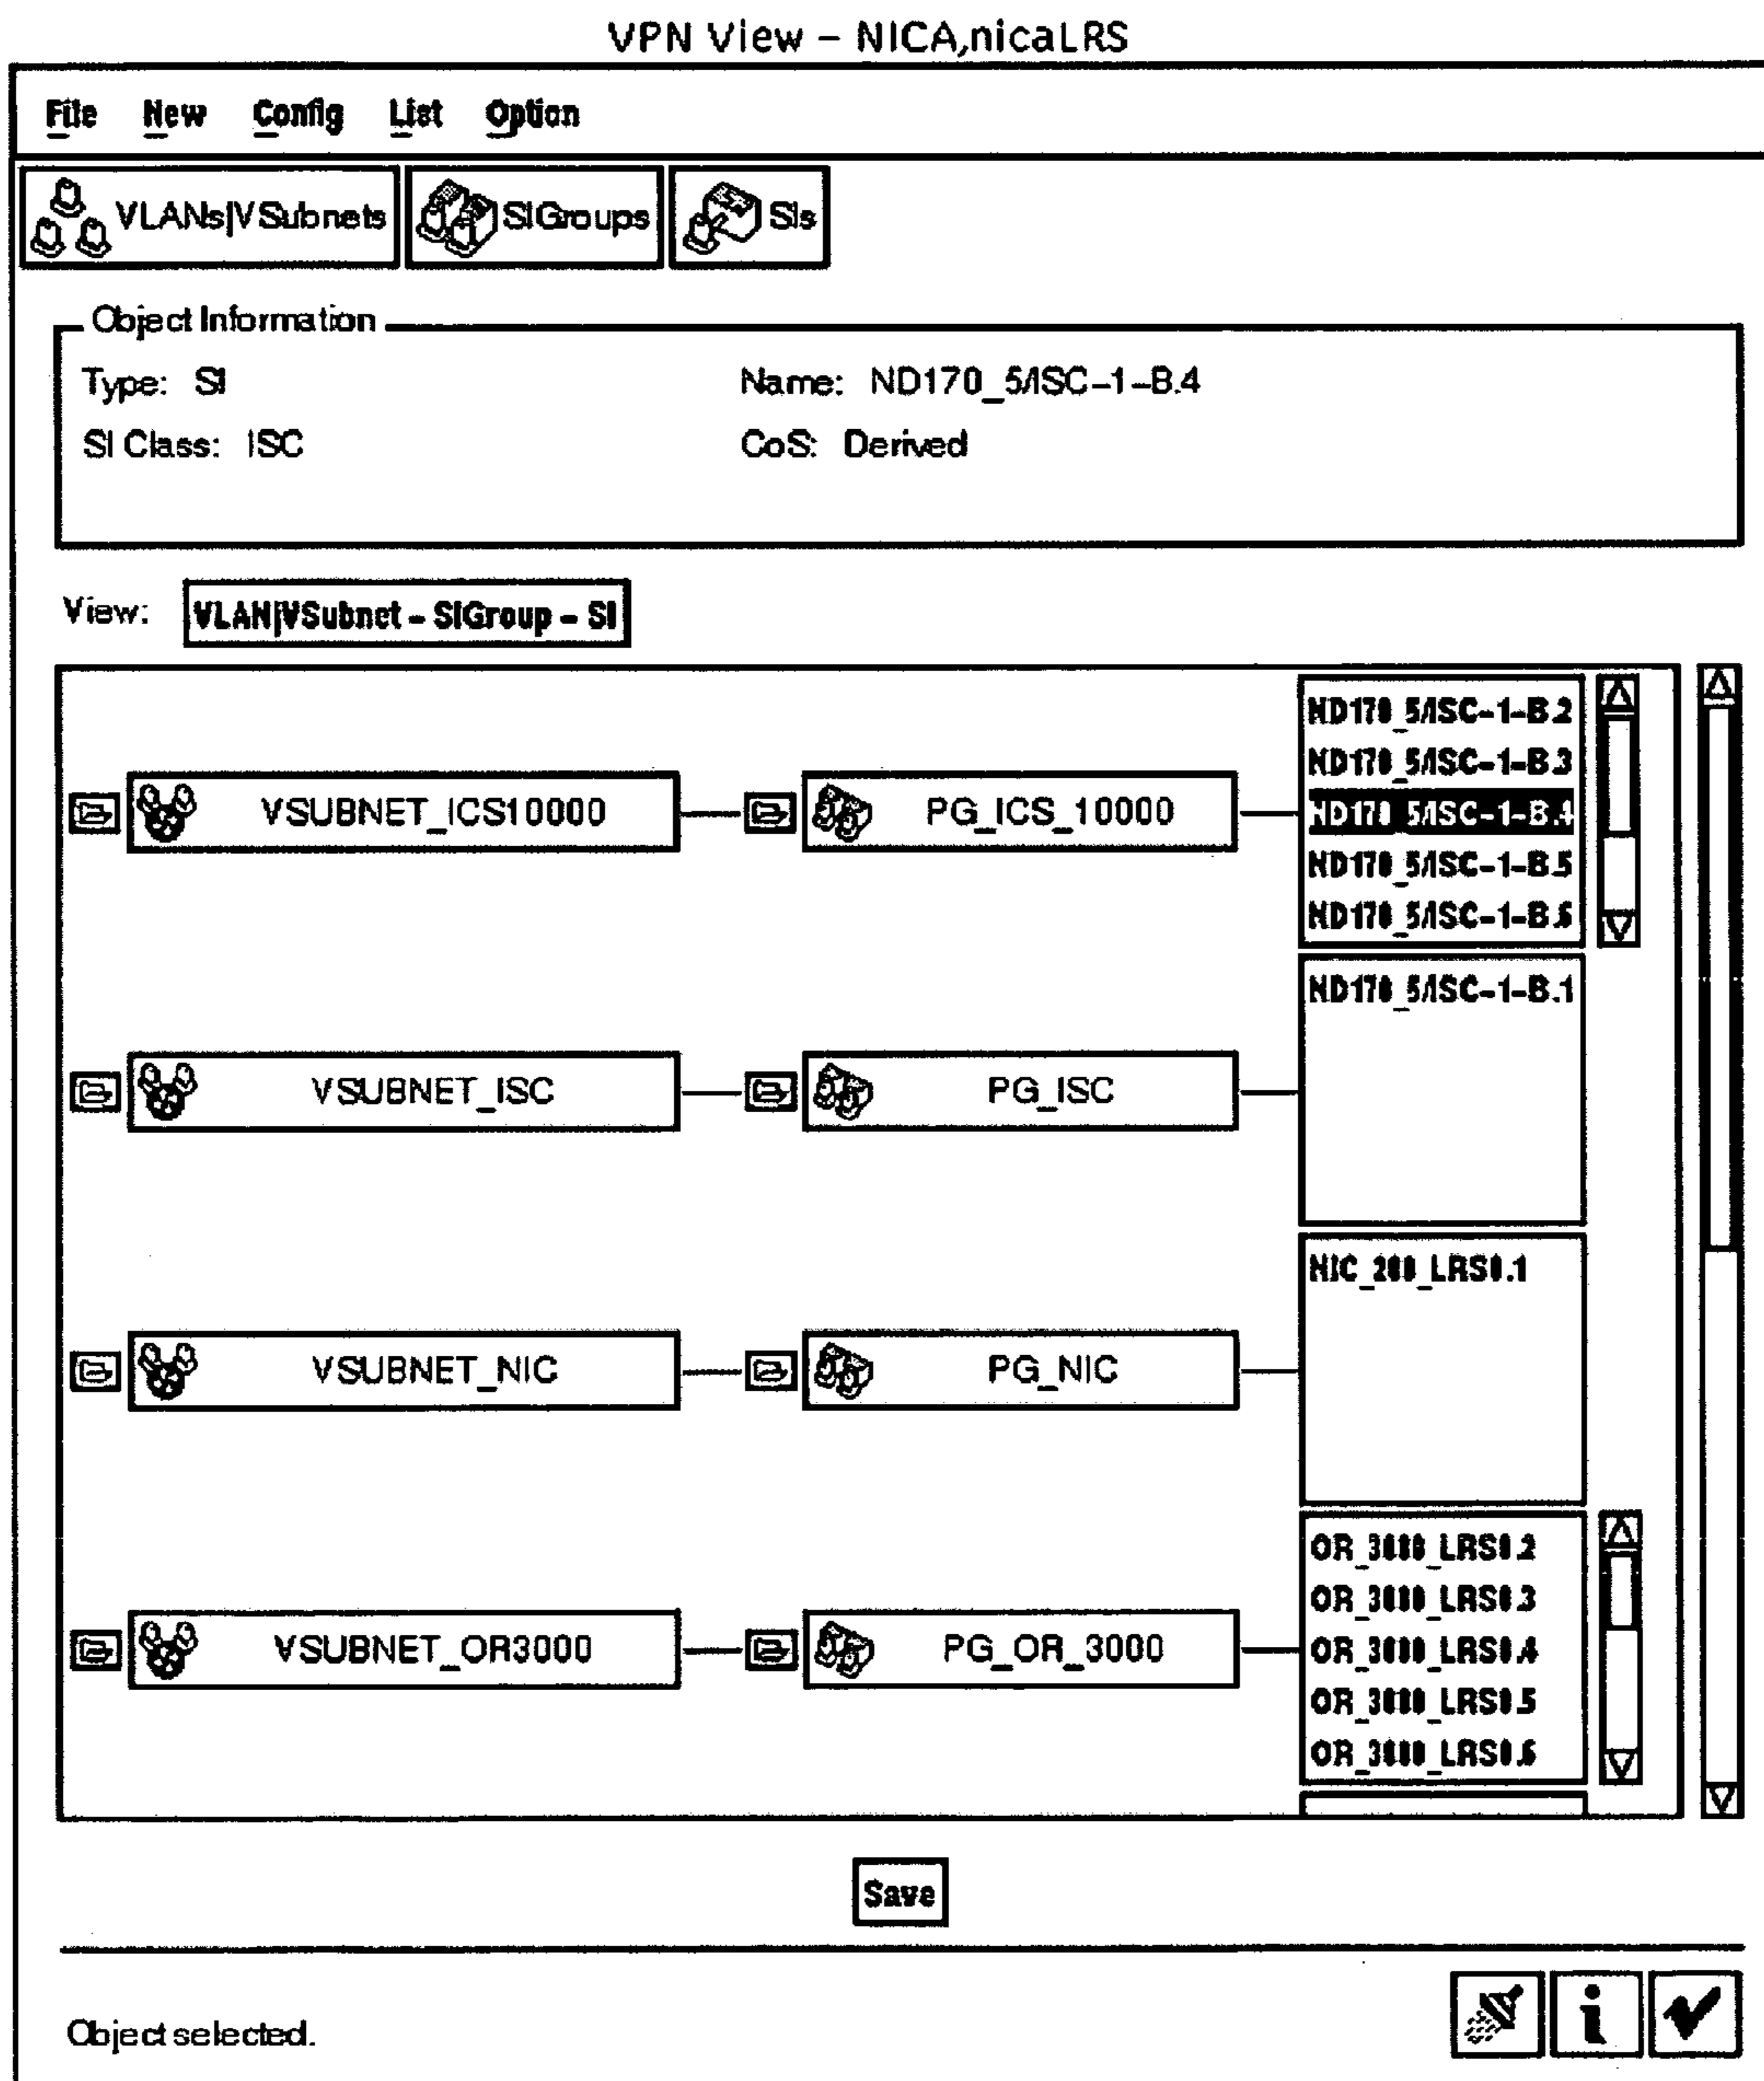 VPN View – NICA,nicaLRS
File New Config List Option
VLANs|VSubnets SIGroups SIs
Object Information
Type: SI Name: ND170_5/ISC–1–B.4
SI Class: ISC CoS: Derived
View: VLAN|VSubnet – SIGroup – SI
ND170_5/ISC–1–B.2
ND170_5/ISC–1–B.3
VSUBNET_ICS10000 PG_ICS_10000 ND170_5/ISC–1–B.4
ND170_5/ISC–1–B.5
ND170_5/ISC–1–B.6
ND170_5/ISC–1–B.1
VSUBNET_ISC PG_ISC
NIC_200_LRS0.1
VSUBNET_NIC PG_NIC
OR_3000_LRS0.2
OR_3000_LRS0.3
VSUBNET_OR3000 PG_OR_3000 OR_3000_LRS0.4
OR_3000_LRS0.5
OR_3000_LRS0.6
Save
Object selected.
i